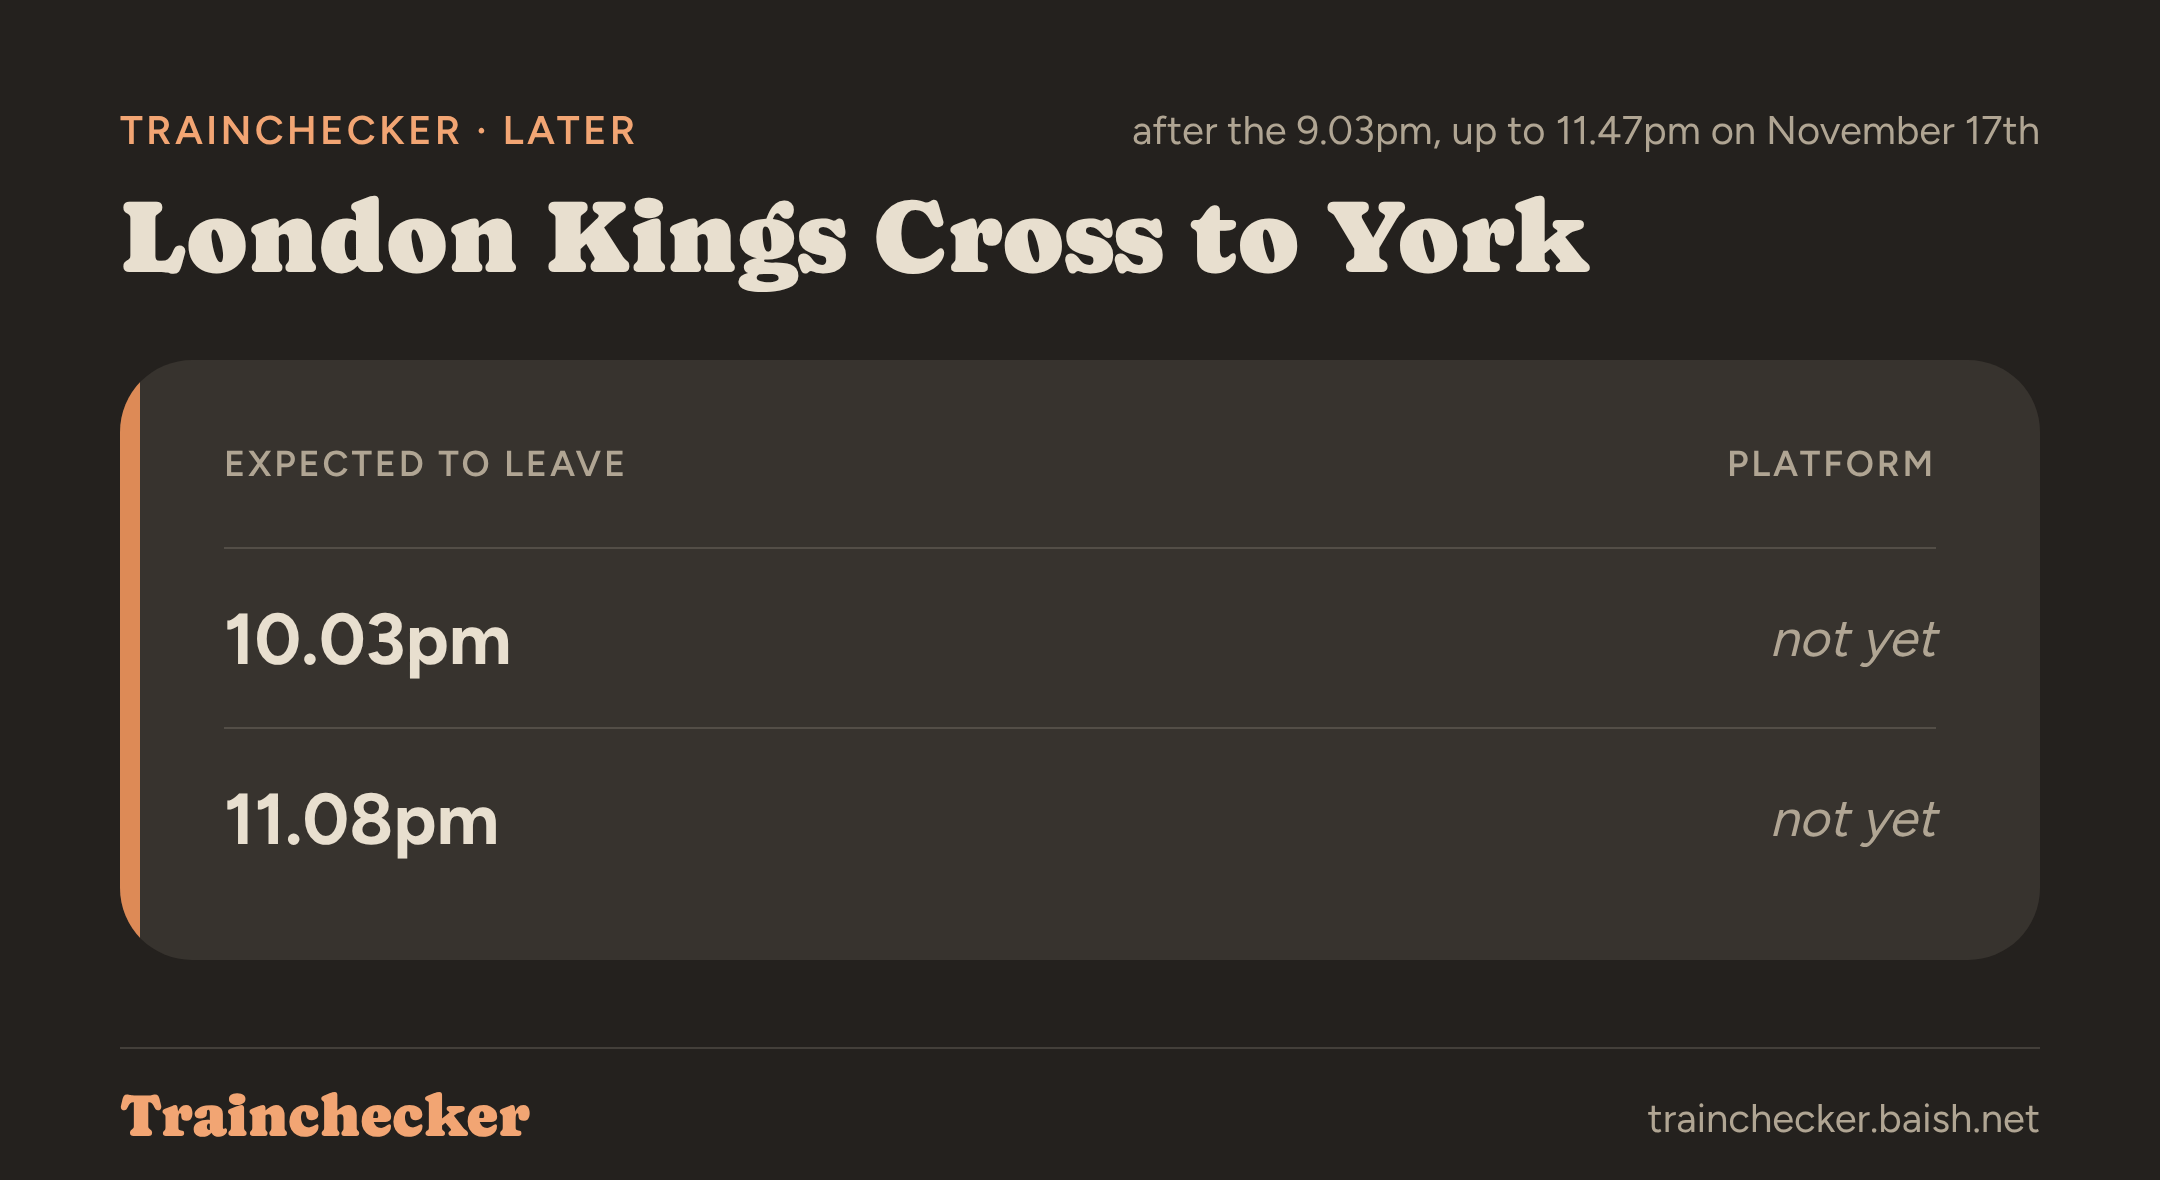 TRAINCHECKER · LATER
after the 9.03pm, up to 11.47pm on November 17th
London Kings Cross to York
EXPECTED TO LEAVE
PLATFORM
10.03pm
not yet
11.08pm
not yet
Trainchecker
trainchecker.baish.net